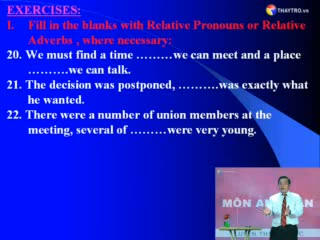 EXERCISES:
THAYTRO.vn
I. Fill in the blanks with Relative Pronouns or Relative
Adverbs , where necessary:
20. We must find a time ………we can meet and a place
……….we can talk.
21. The decision was postponed, ……….was exactly what
he wanted.
22. There were a number of union members at the
meeting, several of ………were very young.